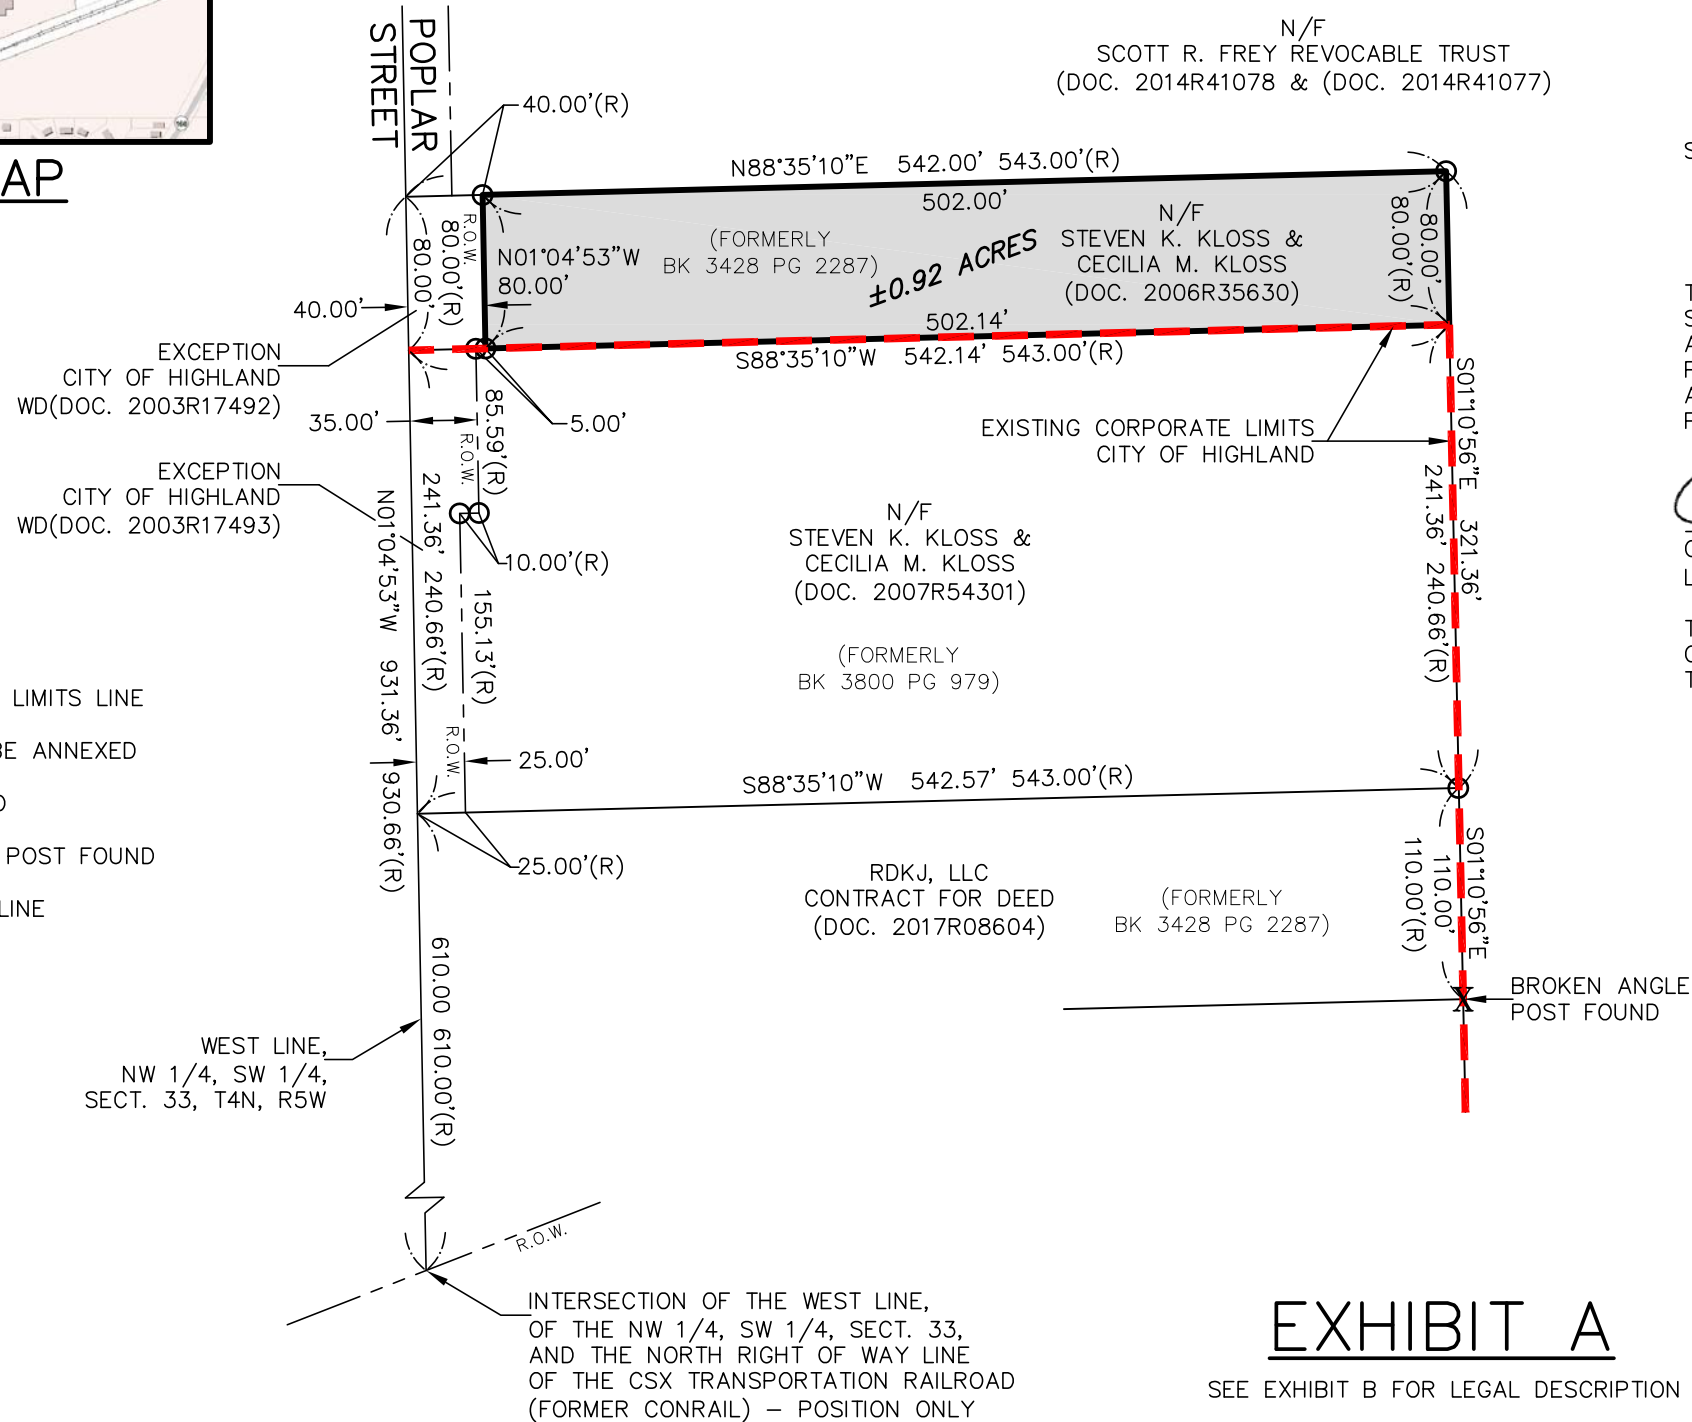 AP
POPLAR
STREET
N/F
SCOTT R. FREY REVOCABLE TRUST
(DOC. 2014R41078 & (DOC. 2014R41077)
40.00'(R)
N88°35'10"E 542.00' 543.00'(R)
502.00'
R.O.W.
80.00'(R)
80.00'
N01°04'53"W
80.00'
(FORMERLY
BK 3428 PG 2287)
±0.92 ACRES
N/F
STEVEN K. KLOSS &
CECILIA M. KLOSS
(DOC. 2006R35630)
80.00'
80.00'(R)
40.00'
502.14'
S88°35'10"W 542.14' 543.00'(R)
EXCEPTION
CITY OF HIGHLAND
WD(DOC. 2003R17492)
35.00'
5.00'
85.59'(R)
R.O.W.
EXISTING CORPORATE LIMITS
CITY OF HIGHLAND
S01°10'56"E 321.36'
241.36' 240.66'(R)
EXCEPTION
CITY OF HIGHLAND
WD(DOC. 2003R17493)
N01°04'53"W 931.36' 930.66'(R)
241.36' 240.66'(R)
10.00'(R)
155.13'(R)
N/F
STEVEN K. KLOSS &
CECILIA M. KLOSS
(DOC. 2007R54301)
(FORMERLY
BK 3800 PG 979)
LIMITS LINE
BE ANNEXED
D
POST FOUND
LINE
R.O.W.
25.00'
S88°35'10"W 542.57' 543.00'(R)
25.00'(R)
RDKJ, LLC
CONTRACT FOR DEED
(DOC. 2017R08604)
(FORMERLY
BK 3428 PG 2287)
S01°10'56"E
110.00'
110.00'(R)
BROKEN ANGLE
POST FOUND
X
610.00 610.00'(R)
WEST LINE,
NW 1/4, SW 1/4,
SECT. 33, T4N, R5W
R.O.W.
INTERSECTION OF THE WEST LINE,
OF THE NW 1/4, SW 1/4, SECT. 33,
AND THE NORTH RIGHT OF WAY LINE
OF THE CSX TRANSPORTATION RAILROAD
(FORMER CONRAIL) – POSITION ONLY
EXHIBIT A
SEE EXHIBIT B FOR LEGAL DESCRIPTION